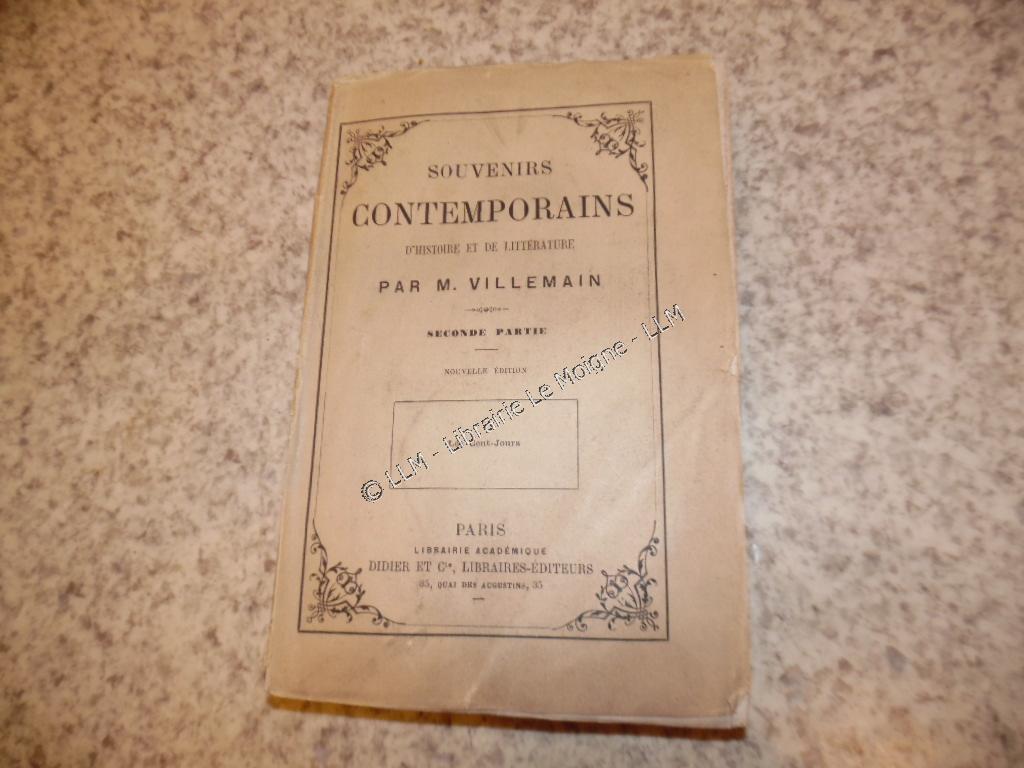 SOUVENIRS
CONTEMPORAINS
D'HISTOIRE ET DE LITTÉRATURE
PAR M. VILLEMAIN
SECONDE PARTIE
NOUVELLE ÉDITION
Cent-Jours
© LLM - Librairie Le Moigne - LLM
PARIS
LIBRAIRIE ACADÉMIQUE
DIDIER ET Cie, LIBRAIRES-ÉDITEURS
35, QUAI DES AUGUSTINS, 35